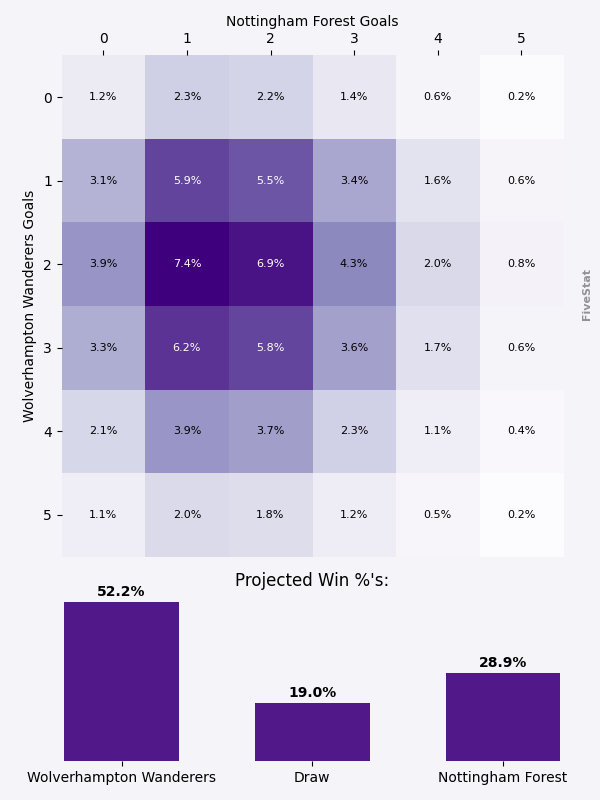 Nottingham Forest Goals
0 1 2 3 4 5
0 1.2% 2.3% 2.2% 1.4% 0.6% 0.2%
1 3.1% 5.9% 5.5% 3.4% 1.6% 0.6%
2 3.9% 7.4% 6.9% 4.3% 2.0% 0.8%
3 3.3% 6.2% 5.8% 3.6% 1.7% 0.6%
4 2.1% 3.9% 3.7% 2.3% 1.1% 0.4%
5 1.1% 2.0% 1.8% 1.2% 0.5% 0.2%
Wolverhampton Wanderers Goals
FiveStat
Projected Win %'s:
52.2%
19.0%
28.9%
Wolverhampton Wanderers Draw Nottingham Forest